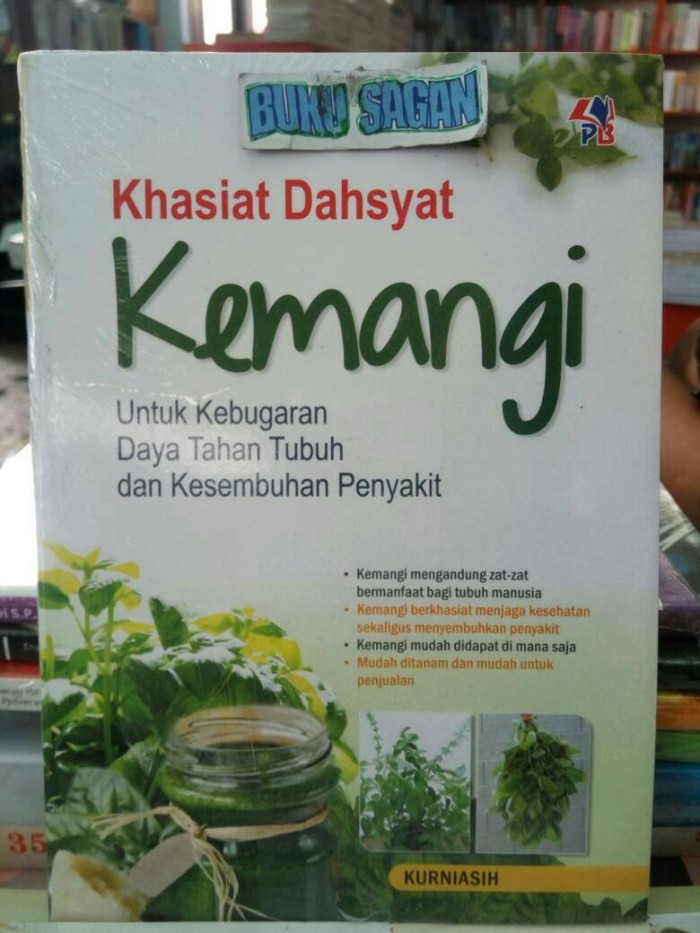 BUKU SAGAN
PB
Khasiat Dahsyat
Kemangi
Untuk Kebugaran
Daya Tahan Tubuh
dan Kesembuhan Penyakit
• Kemangi mengandung zat-zat
bermanfaat bagi tubuh manusia
• Kemangi berkhasiat menjaga kesehatan
sekaligus menyembuhkan penyakit
• Kemangi mudah didapat di mana saja
• Mudah ditanam dan mudah untuk
penjualan
KURNIASIH
ri S.P
35